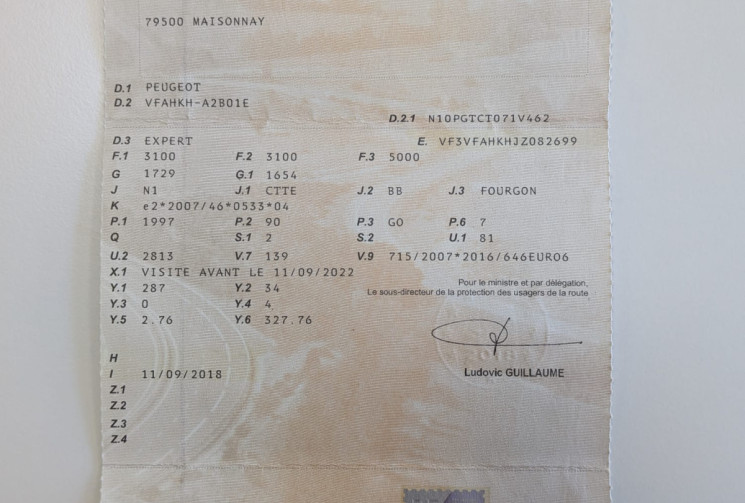 79500 MAISONNAY
D.1 PEUGEOT
D.2 VFAHKH-A2B01E
D.2.1 N10PGTCT071V462
D.3 EXPERT E. VF3VFAHKHJZ082699
F.1 3100 F.2 3100 F.3 5000
G 1729 G.1 1654
J N1 J.1 CTTE J.2 BB J.3 FOURGON
K e2*2007/46*0533*04
P.1 1997 P.2 90 P.3 GO P.6 7
Q S.1 2 S.2 U.1 81
U.2 2813 V.7 139 V.9 715/2007*2016/646EURO6
X.1 VISITE AVANT LE 11/09/2022
Y.1 287 Y.2 34
Pour le ministre et par délégation,
Le sous-directeur de la protection des usagers de la route
Y.3 0 Y.4 4
Y.5 2.76 Y.6 327.76
H
I 11/09/2018
Ludovic GUILLAUME
Z.1
Z.2
Z.3
Z.4